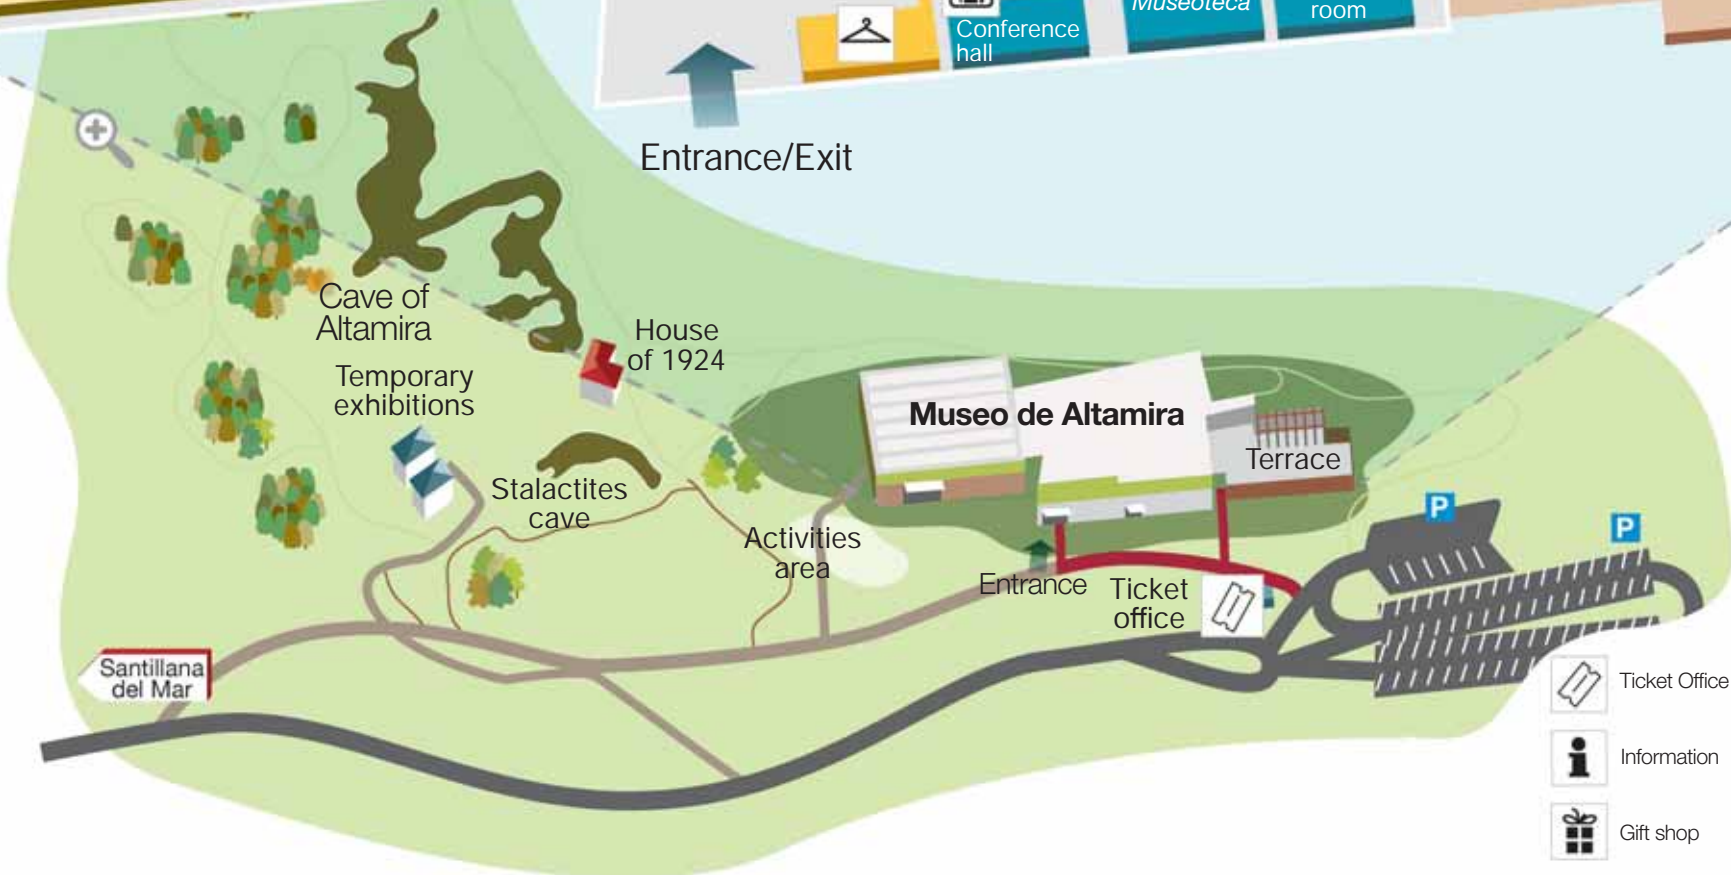 Museoteca
room
Conference
hall
Entrance/Exit
Cave of
Altamira
House
of 1924
Temporary
exhibitions
Museo de Altamira
Terrace
Stalactites
cave
Activities
area
P
P
Entrance
Ticket
office
Santillana
del Mar
Ticket Office
Information
Gift shop